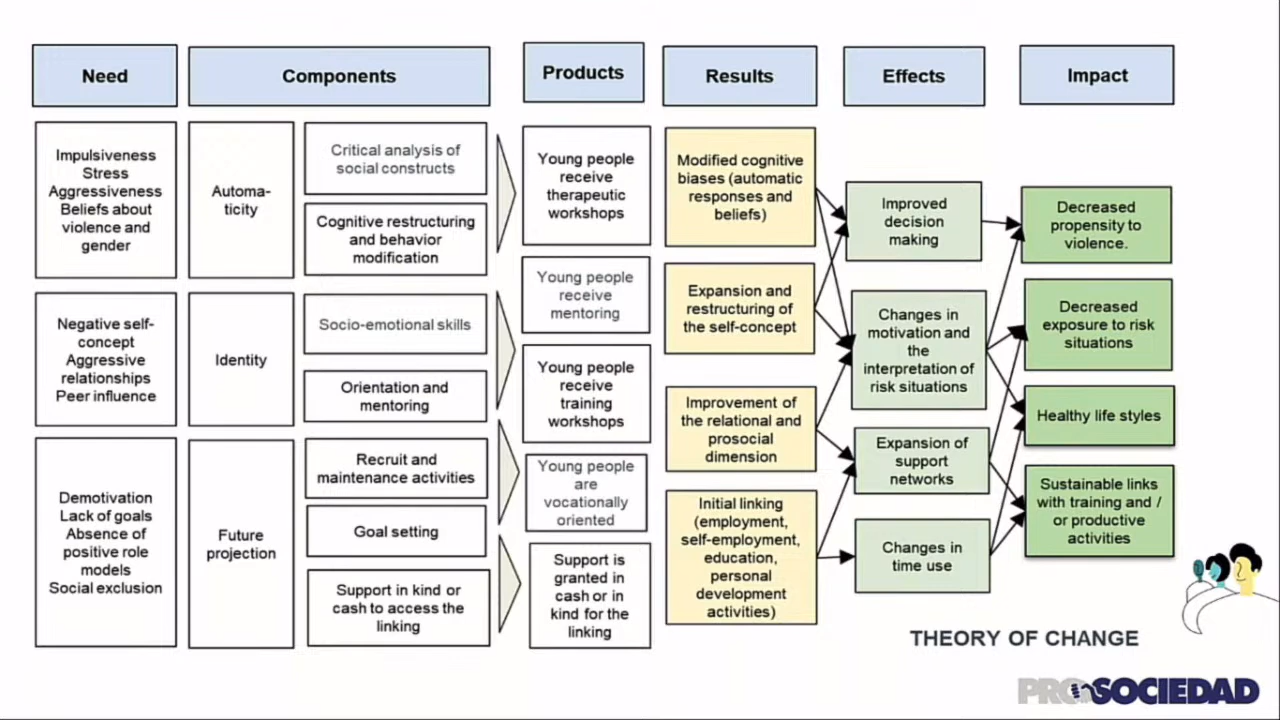 Need
Components
Products
Results
Effects
Impact
Impulsiveness
Stress
Aggressiveness
Beliefs about
violence and
gender
Automa-
ticity
Critical analysis of
social constructs
Cognitive restructuring
and behavior
modification
Negative self-
concept
Aggressive
relationships
Peer influence
Identity
Socio-emotional skills
Orientation and
mentoring
Demotivation
Lack of goals
Absence of
positive role
models
Social exclusion
Future
projection
Recruit and
maintenance activities
Goal setting
Support in kind or
cash to access the
linking
Young people
receive
therapeutic
workshops
Young people
receive
mentoring
Young people
receive
training
workshops
Young people
are
vocationally
oriented
Support is
granted in
cash or in
kind for the
linking
Modified cognitive
biases (automatic
responses and
beliefs)
Expansion and
restructuring of
the self-concept
Improvement of
the relational and
prosocial
dimension
Initial linking
(employment,
self-employment,
education,
personal
development
activities)
Improved
decision
making
Changes in
motivation and
the
interpretation of
risk situations
Expansion of
support
networks
Changes in
time use
Decreased
propensity to
violence.
Decreased
exposure to risk
situations
Healthy life styles
Sustainable links
with training and /
or productive
activities
THEORY OF CHANGE
PROSOCIEDAD